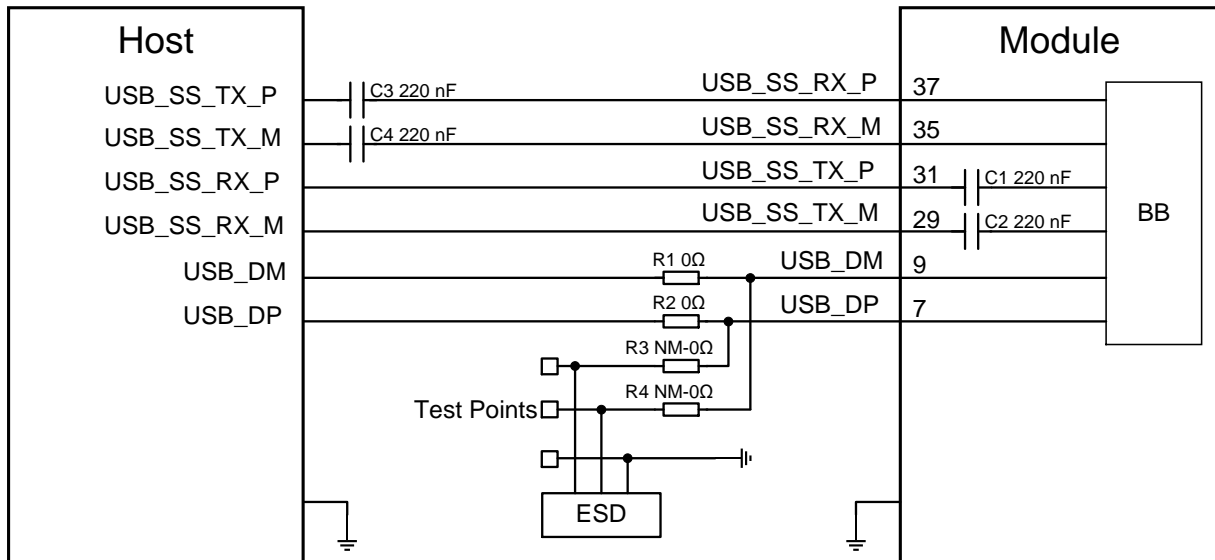 Host
Module
USB_SS_TX_P
C3 220 nF
USB_SS_RX_P
37
USB_SS_TX_M
C4 220 nF
USB_SS_RX_M
35
USB_SS_RX_P
USB_SS_TX_P
31
C1 220 nF
USB_SS_RX_M
USB_SS_TX_M
29
C2 220 nF
BB
USB_DM
R1 0Ω
USB_DM
9
USB_DP
R2 0Ω
USB_DP
7
R3 NM-0Ω
R4 NM-0Ω
Test Points
ESD